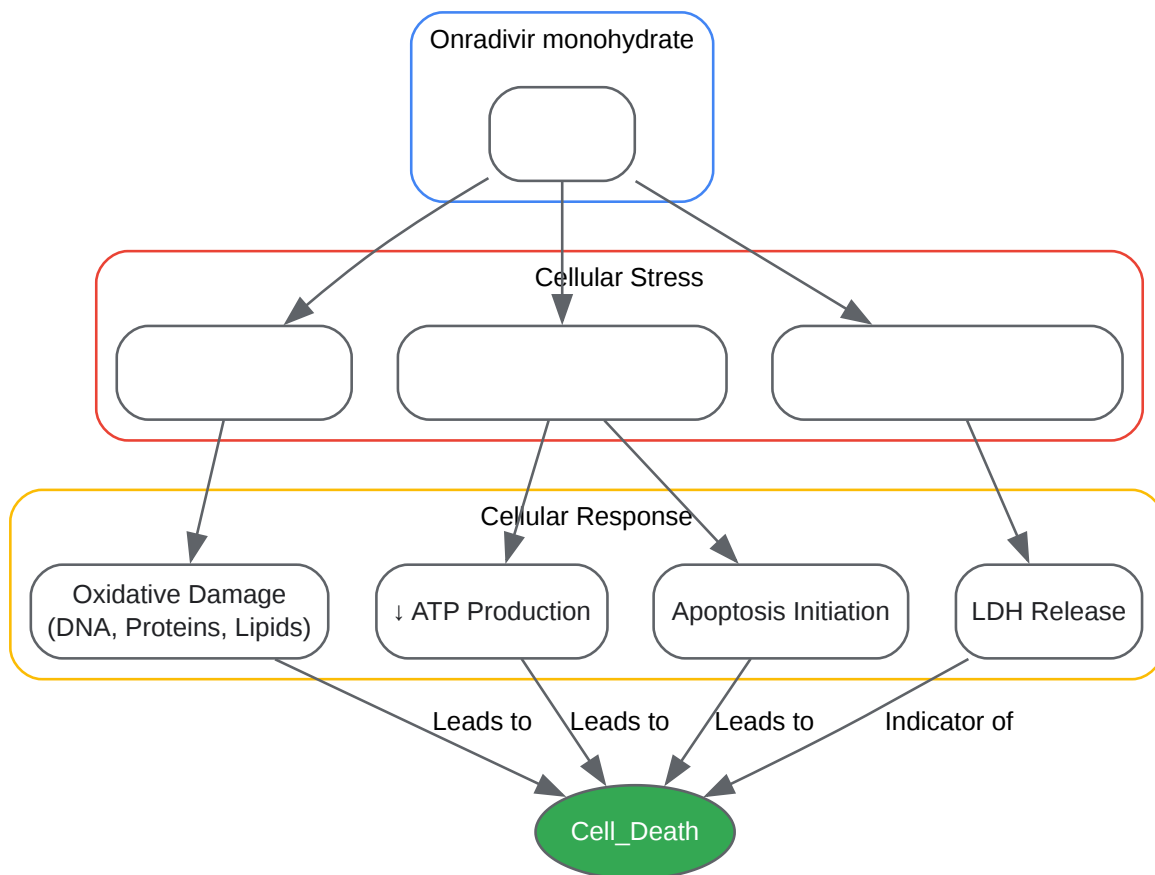 Onradivir monohydrate
Cellular Stress
Cellular Response
Oxidative Damage
(DNA, Proteins, Lipids)
↓ ATP Production
Apoptosis Initiation
LDH Release
Leads to
Leads to
Leads to
Indicator of
Cell_Death